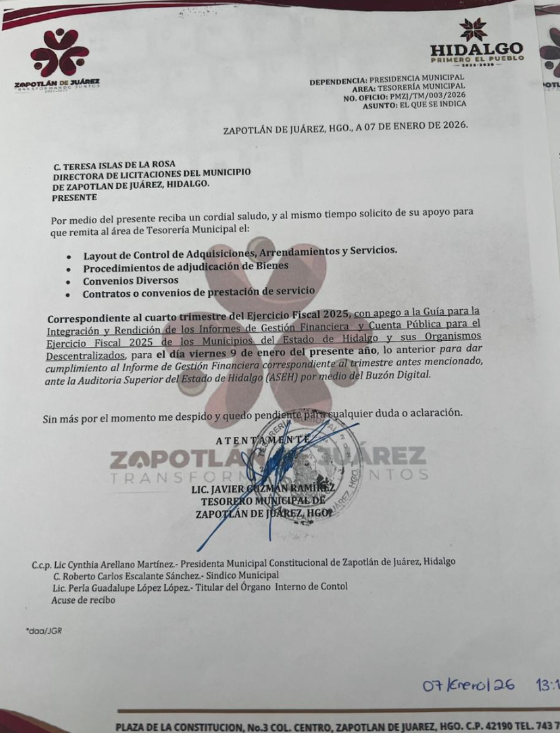 ZAPOTLÁN DE JUÁREZ
TRANSFORMANDO JUNTOS
HIDALGO
PRIMERO EL PUEBLO
2022-2028
DEPENDENCIA: PRESIDENCIA MUNICIPAL
AREA: TESORERÍA MUNICIPAL
NO. OFICIO: PMZJ/TM/003/2026
ASUNTO: EL QUE SE INDICA
ZAPOTLÁN DE JUÁREZ, HGO., A 07 DE ENERO DE 2026.
C. TERESA ISLAS DE LA ROSA
DIRECTORA DE LICITACIONES DEL MUNICIPIO
DE ZAPOTLAN DE JUÁREZ, HIDALGO.
PRESENTE
Por medio del presente reciba un cordial saludo, y al mismo tiempo solicito de su apoyo para
que remita al área de Tesorería Municipal el:
• Layout de Control de Adquisiciones, Arrendamientos y Servicios.
• Procedimientos de adjudicación de Bienes
• Convenios Diversos
• Contratos o convenios de prestación de servicio
Correspondiente al cuarto trimestre del Ejercicio Fiscal 2025, con apego a la Guía para la
Integración y Rendición de los Informes de Gestión Financiera y Cuenta Pública para el
Ejercicio Fiscal 2025 de los Municipios del Estado de Hidalgo y sus Organismos
Descentralizados, para el día viernes 9 de enero del presente año, lo anterior para dar
cumplimiento al Informe de Gestión Financiera correspondiente al trimestre antes mencionado,
ante la Auditoria Superior del Estado de Hidalgo (ASEH) por medio del Buzón Digital.
Sin más por el momento me despido y quedo pendiente para cualquier duda o aclaración.
ATENTAMENTE
ZAPOTLÁN DE JUÁREZ
TRANSFORMANDO JUNTOS
LIC. JAVIER GUZMÁN RAMÍREZ
TESORERO MUNICIPAL DE
ZAPOTLÁN DE JUÁREZ, HGO.
C.c.p. Lic Cynthia Arellano Martínez.- Presidenta Municipal Constitucional de Zapotlán de Juárez, Hidalgo
C. Roberto Carlos Escalante Sánchez.- Sindico Municipal
Lic. Perla Guadalupe López López.- Titular del Órgano Interno de Contol
Acuse de recibo
*daa/JGR
07/Enero/26 13:1
PLAZA DE LA CONSTITUCION, No.3 COL. CENTRO, ZAPOTLAN DE JUAREZ, HGO. C.P. 42190 TEL. 743 7